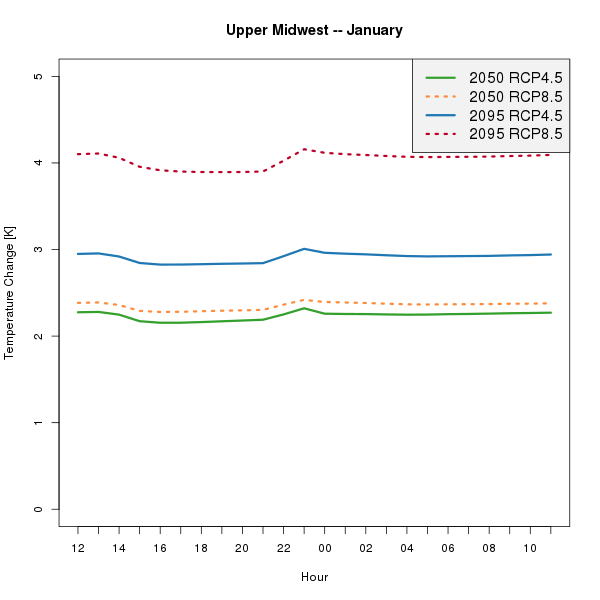 Upper Midwest -- January
2050 RCP4.5
2050 RCP8.5
2095 RCP4.5
2095 RCP8.5
Temperature Change [K]
5
4
3
2
1
0
12 14 16 18 20 22 00 02 04 06 08 10
Hour